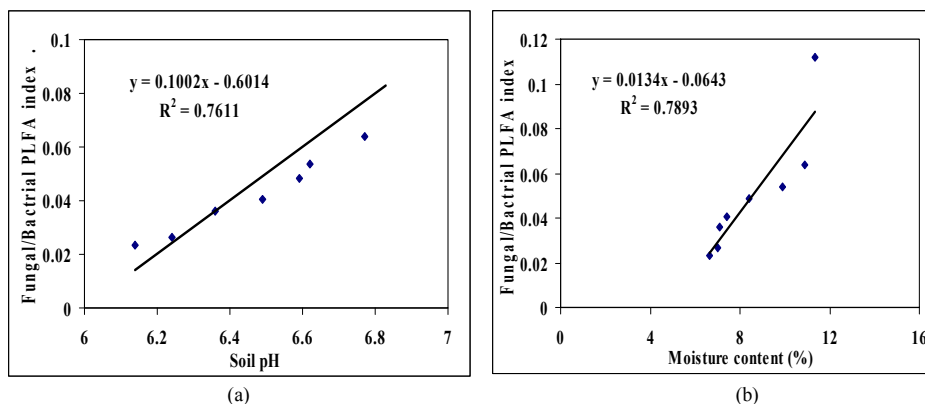 0.1
0.08
0.06
0.04
0.02
0
Fungal/Bactrial PLFA index .
y = 0.1002x - 0.6014
R² = 0.7611
6 6.2 6.4 6.6 6.8 7
Soil pH
(a)
0.12
0.1
0.08
0.06
0.04
0.02
0
Fungal/Bactrial PLFA index
y = 0.0134x - 0.0643
R² = 0.7893
0 4 8 12 16
Moisture content (%)
(b)